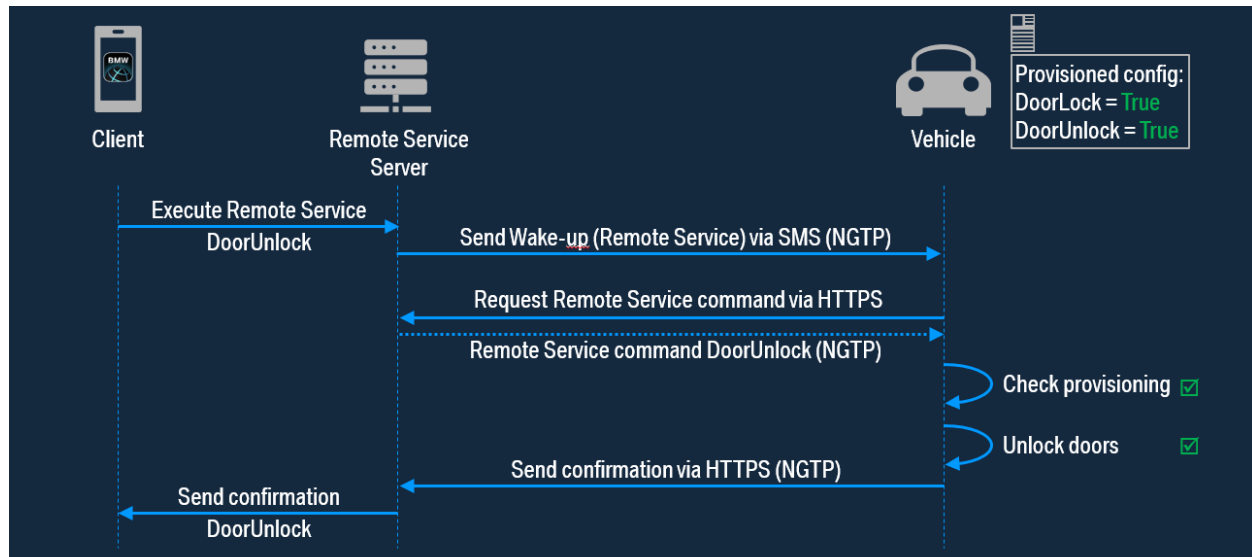 BMW
Client
Remote Service
Server
Vehicle
Provisioned config:
DoorLock = True
DoorUnlock = True
Execute Remote Service
DoorUnlock
Send Wake-up (Remote Service) via SMS (NGTP)
Request Remote Service command via HTTPS
Remote Service command DoorUnlock (NGTP)
Check provisioning
Unlock doors
Send confirmation via HTTPS (NGTP)
Send confirmation
DoorUnlock